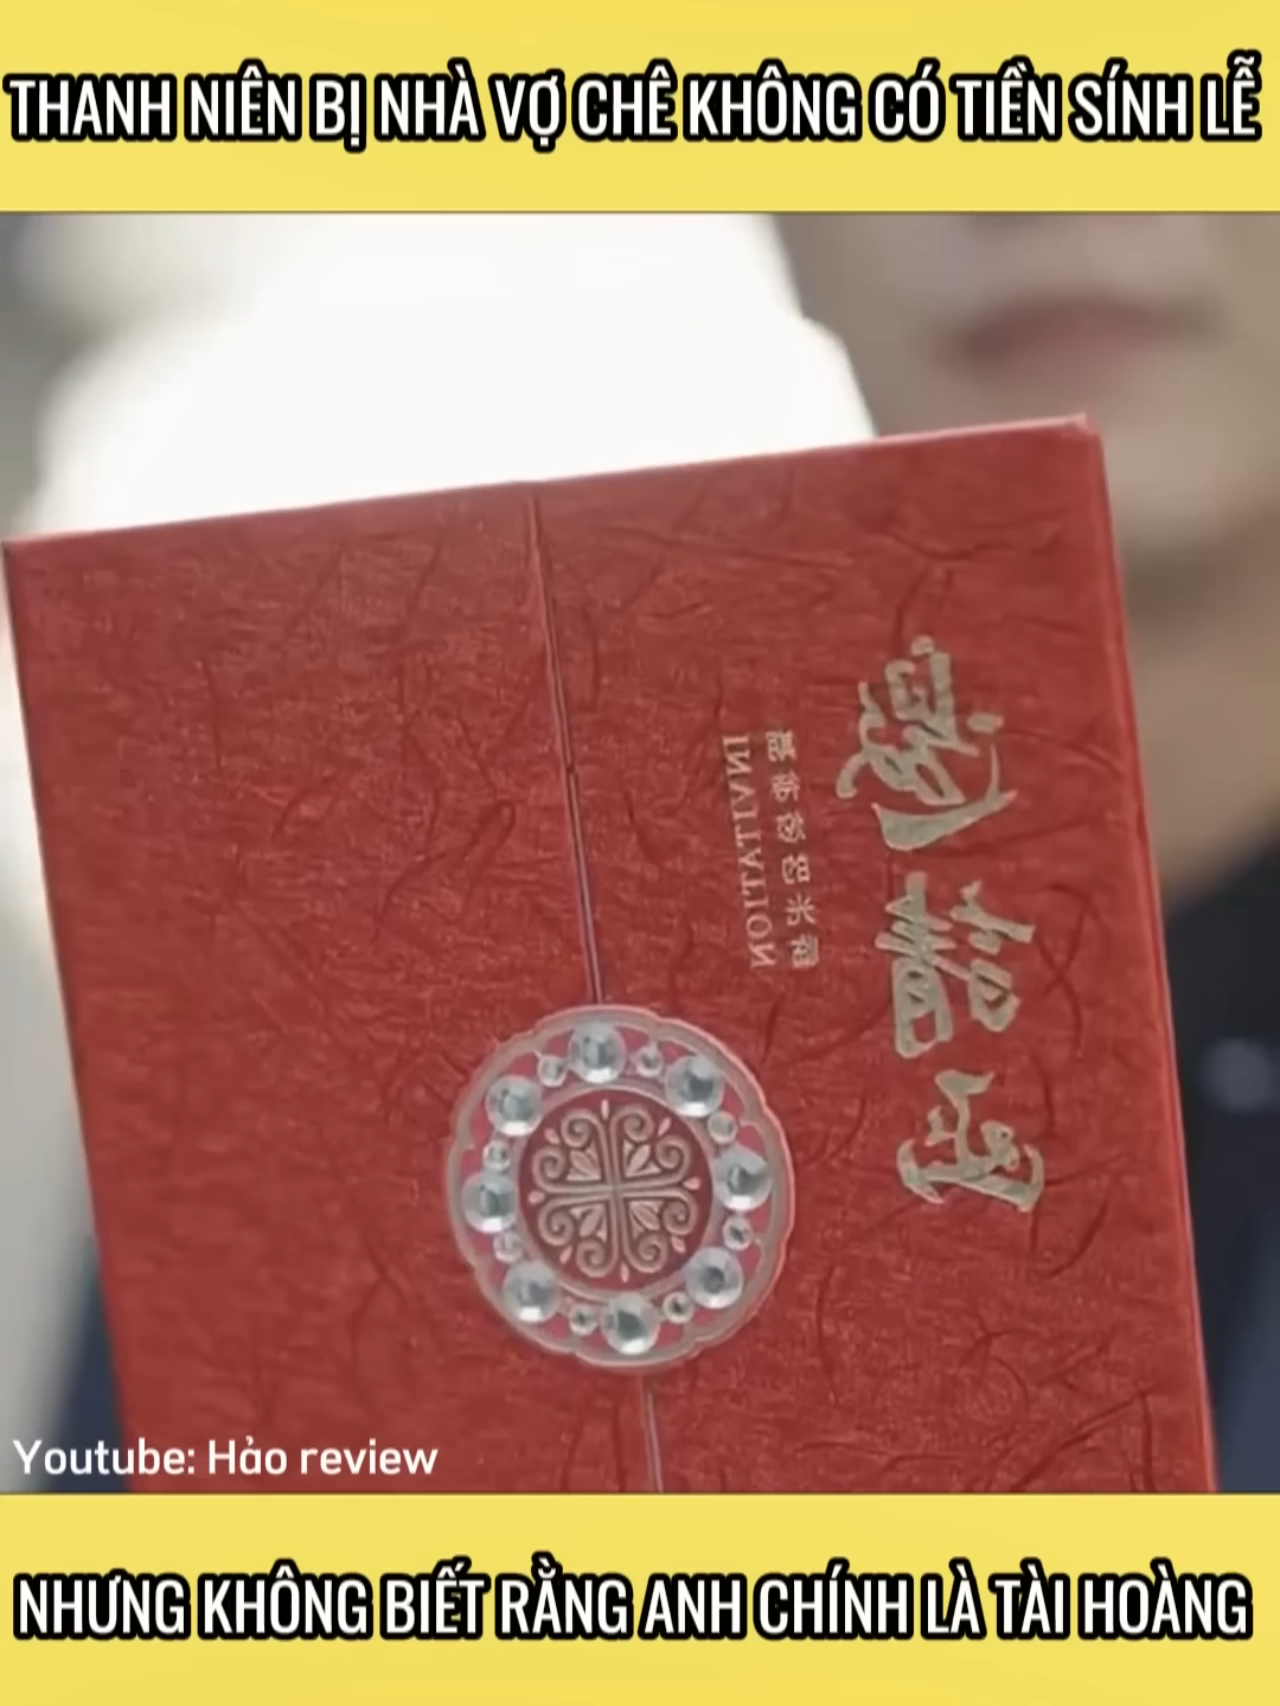 THANH NIÊN BỊ NHÀ VỢ CHÊ KHÔNG CÓ TIỀN SÍNH LỄ
邀請函
INVITATION
Youtube: Hảo review
NHƯNG KHÔNG BIẾT RẰNG ANH CHÍNH LÀ TÀI HOÀNG